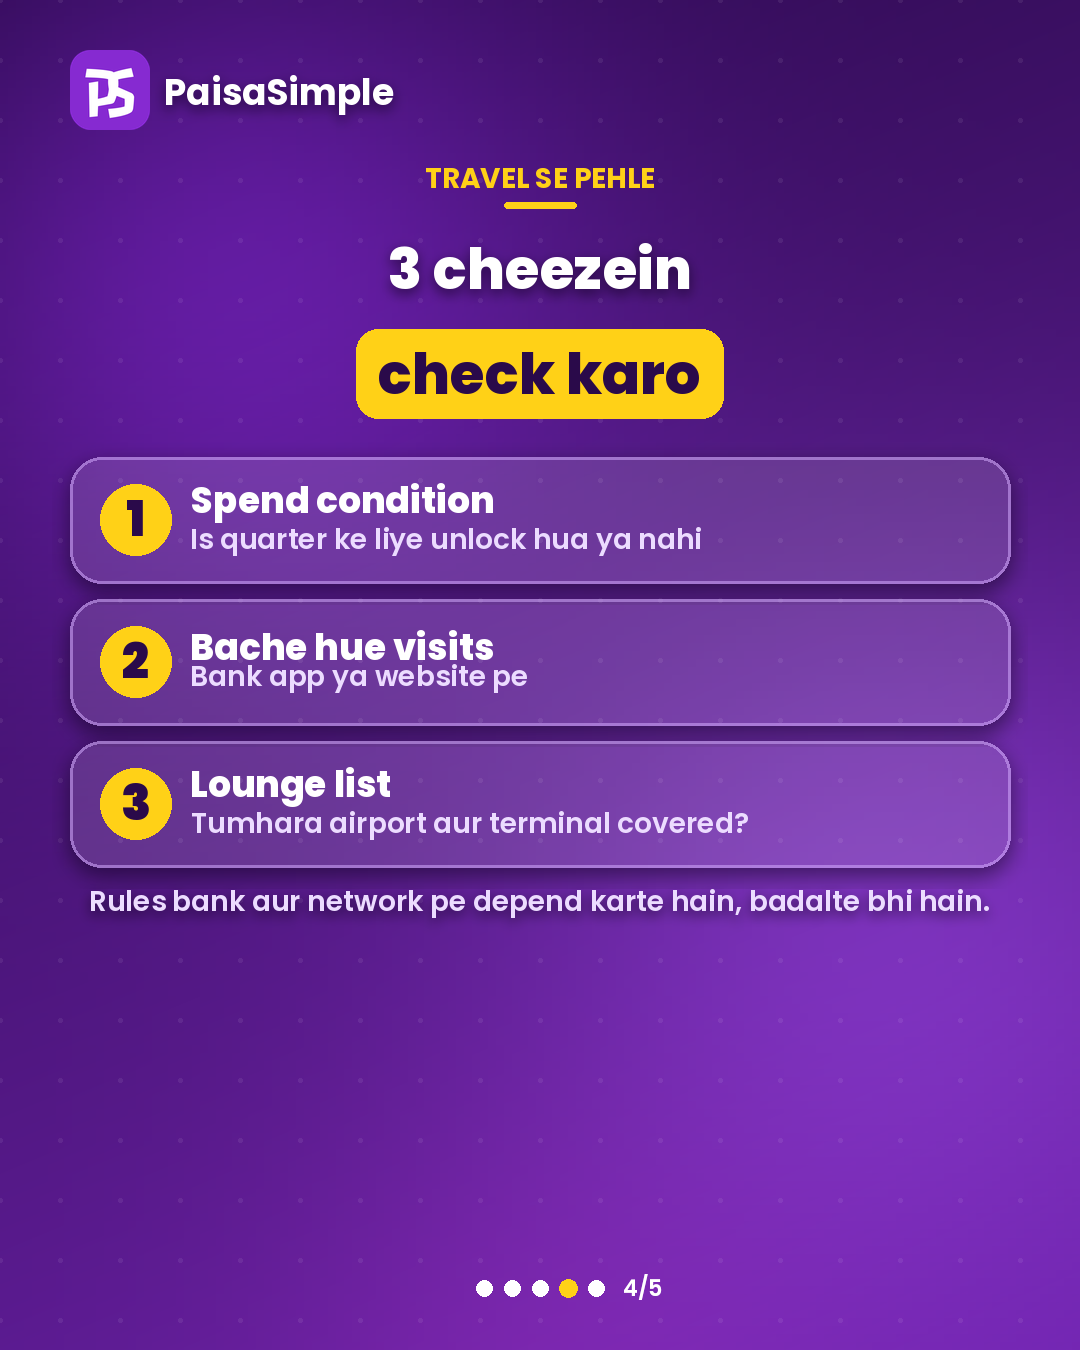 PS
PaisaSimple
TRAVEL SE PEHLE
3 cheezein
check karo
1
Spend condition
Is quarter ke liye unlock hua ya nahi
2
Bache hue visits
Bank app ya website pe
3
Lounge list
Tumhara airport aur terminal covered?
Rules bank aur network pe depend karte hain, badalte bhi hain.
4/5